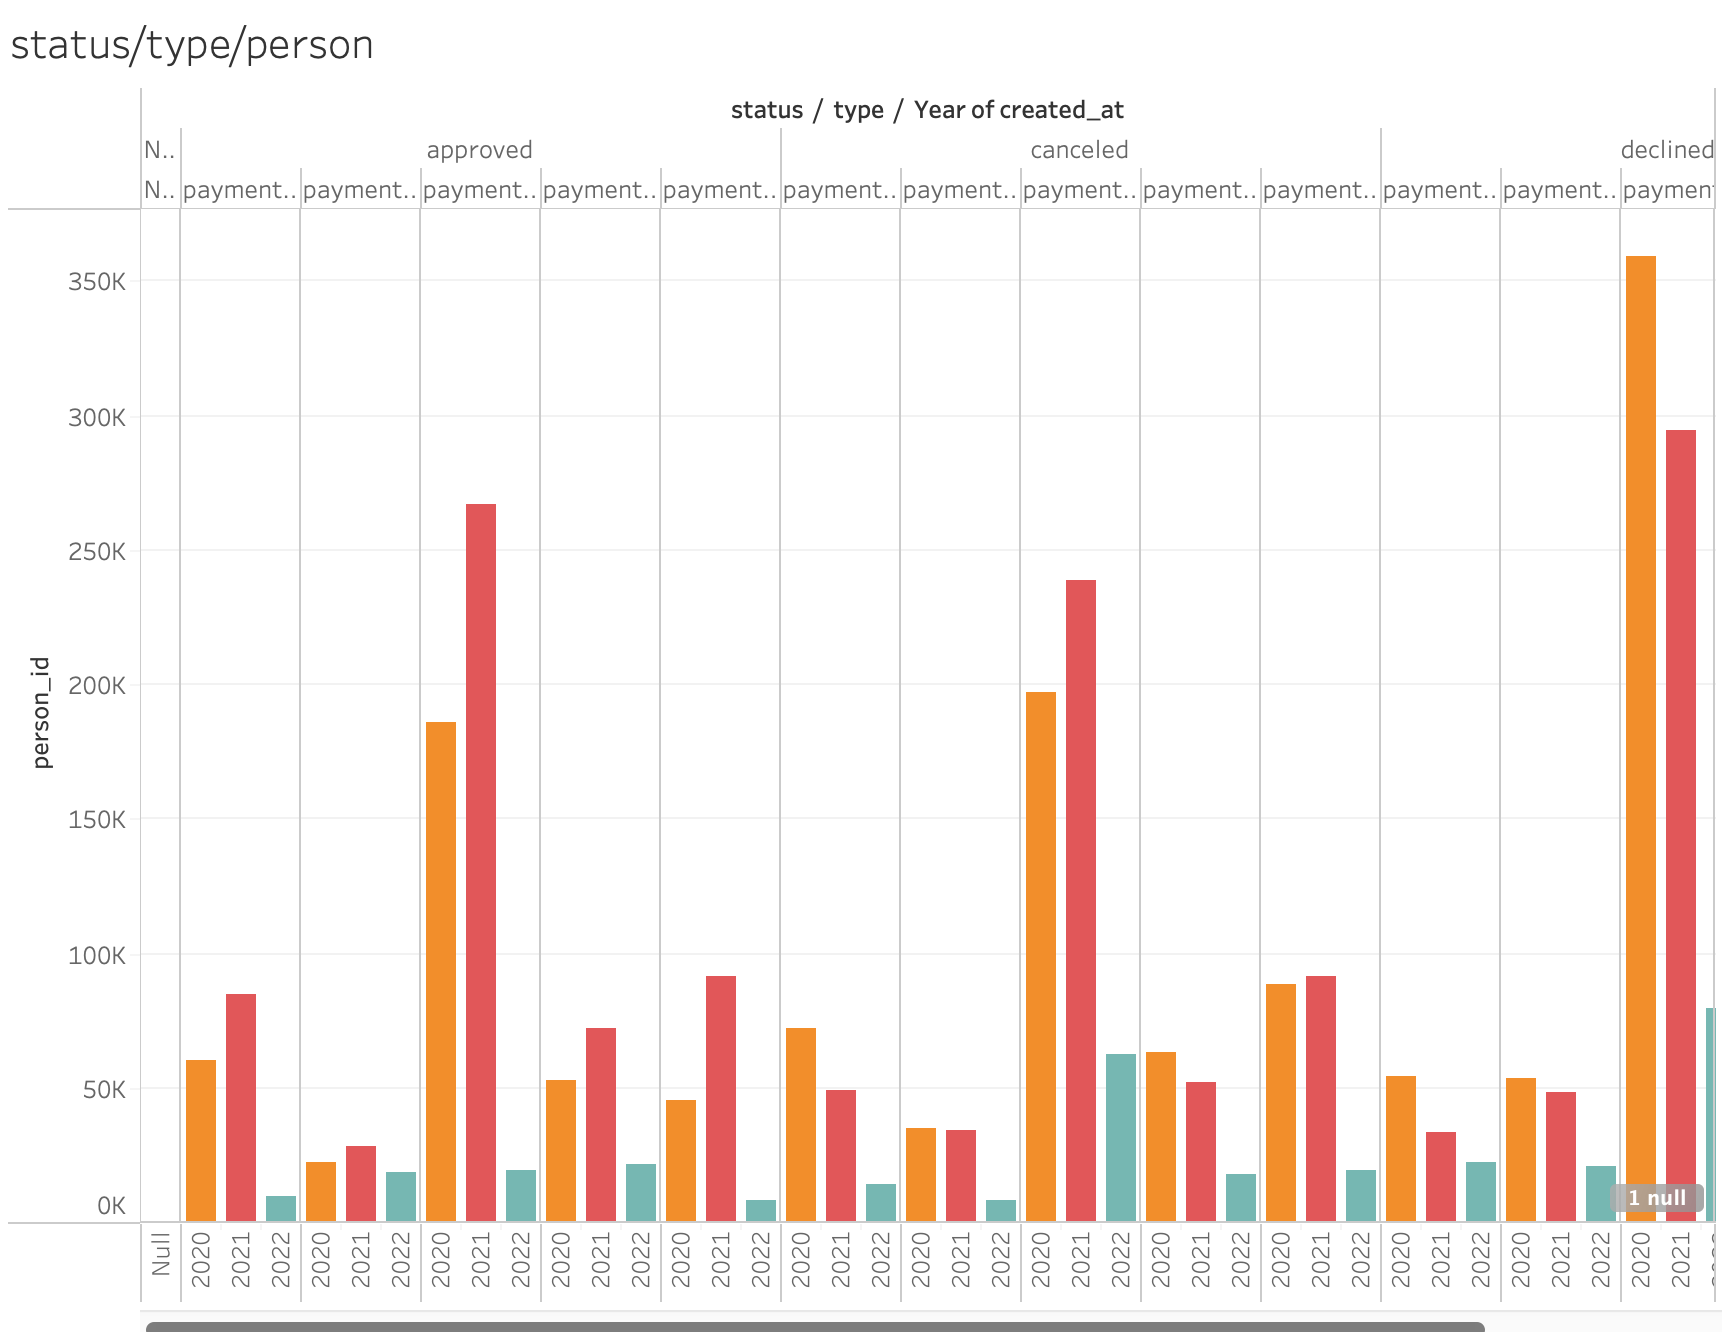 status/type/person
status / type / Year of created_at
N.. approved canceled declined
N.. payment.. payment.. payment.. payment.. payment.. payment.. payment.. payment.. payment.. payment.. payment.. payment.. payment
350K
300K
250K
200K
150K
100K
50K
0K
person_id
1 null
Null 2020 2021 2022 2020 2021 2022 2020 2021 2022 2020 2021 2022 2020 2021 2022 2020 2021 2022 2020 2021 2022 2020 2021 2022 2020 2021 2022 2020 2021 2022 2020 2021 2022 2020 2021 2022 2020 2021